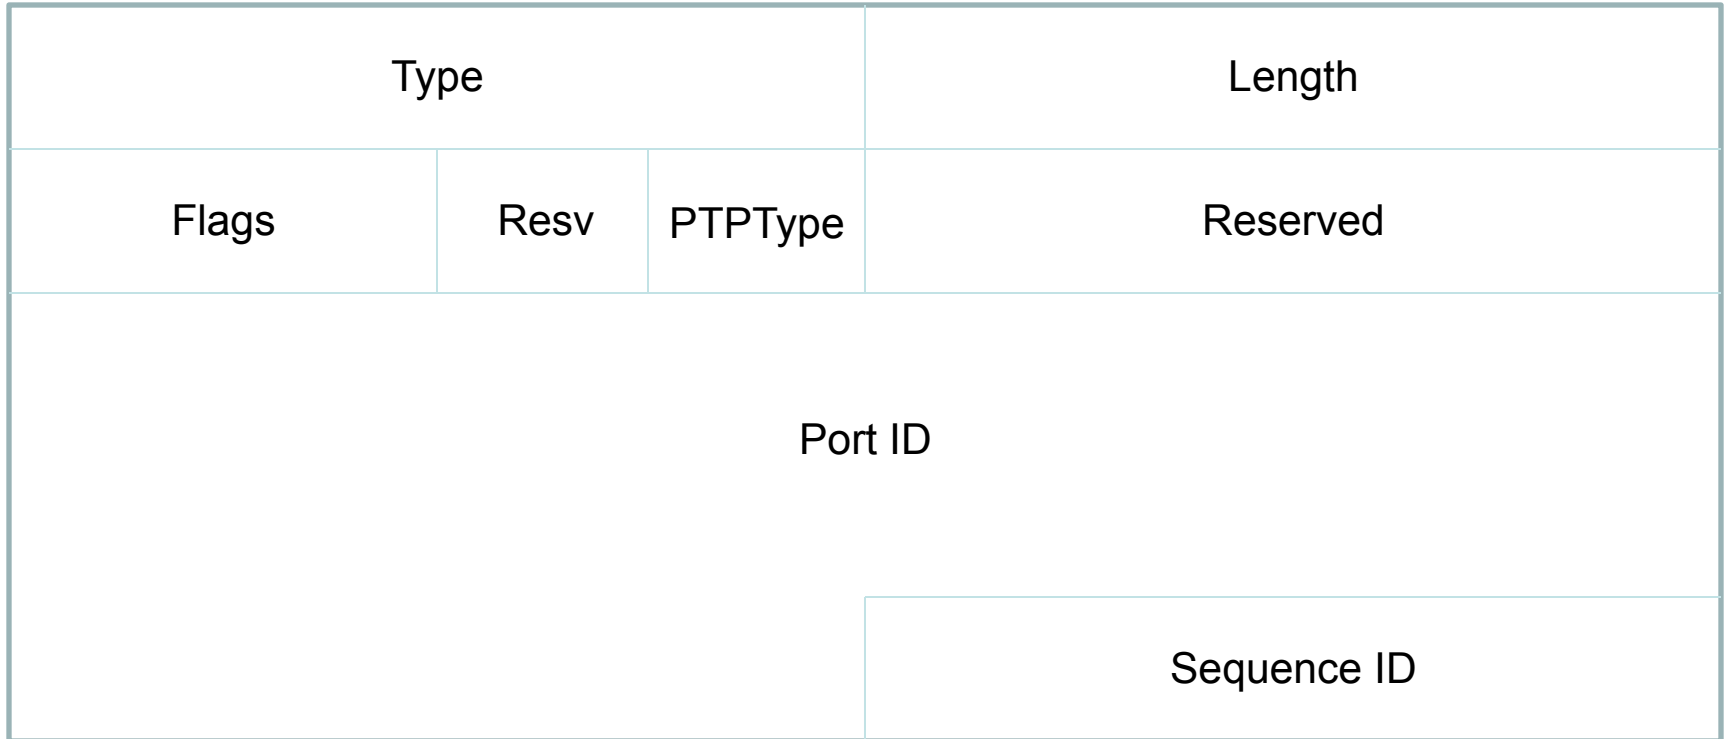 Type
Length
Flags
Resv
PTPType
Reserved
Port ID
Sequence ID